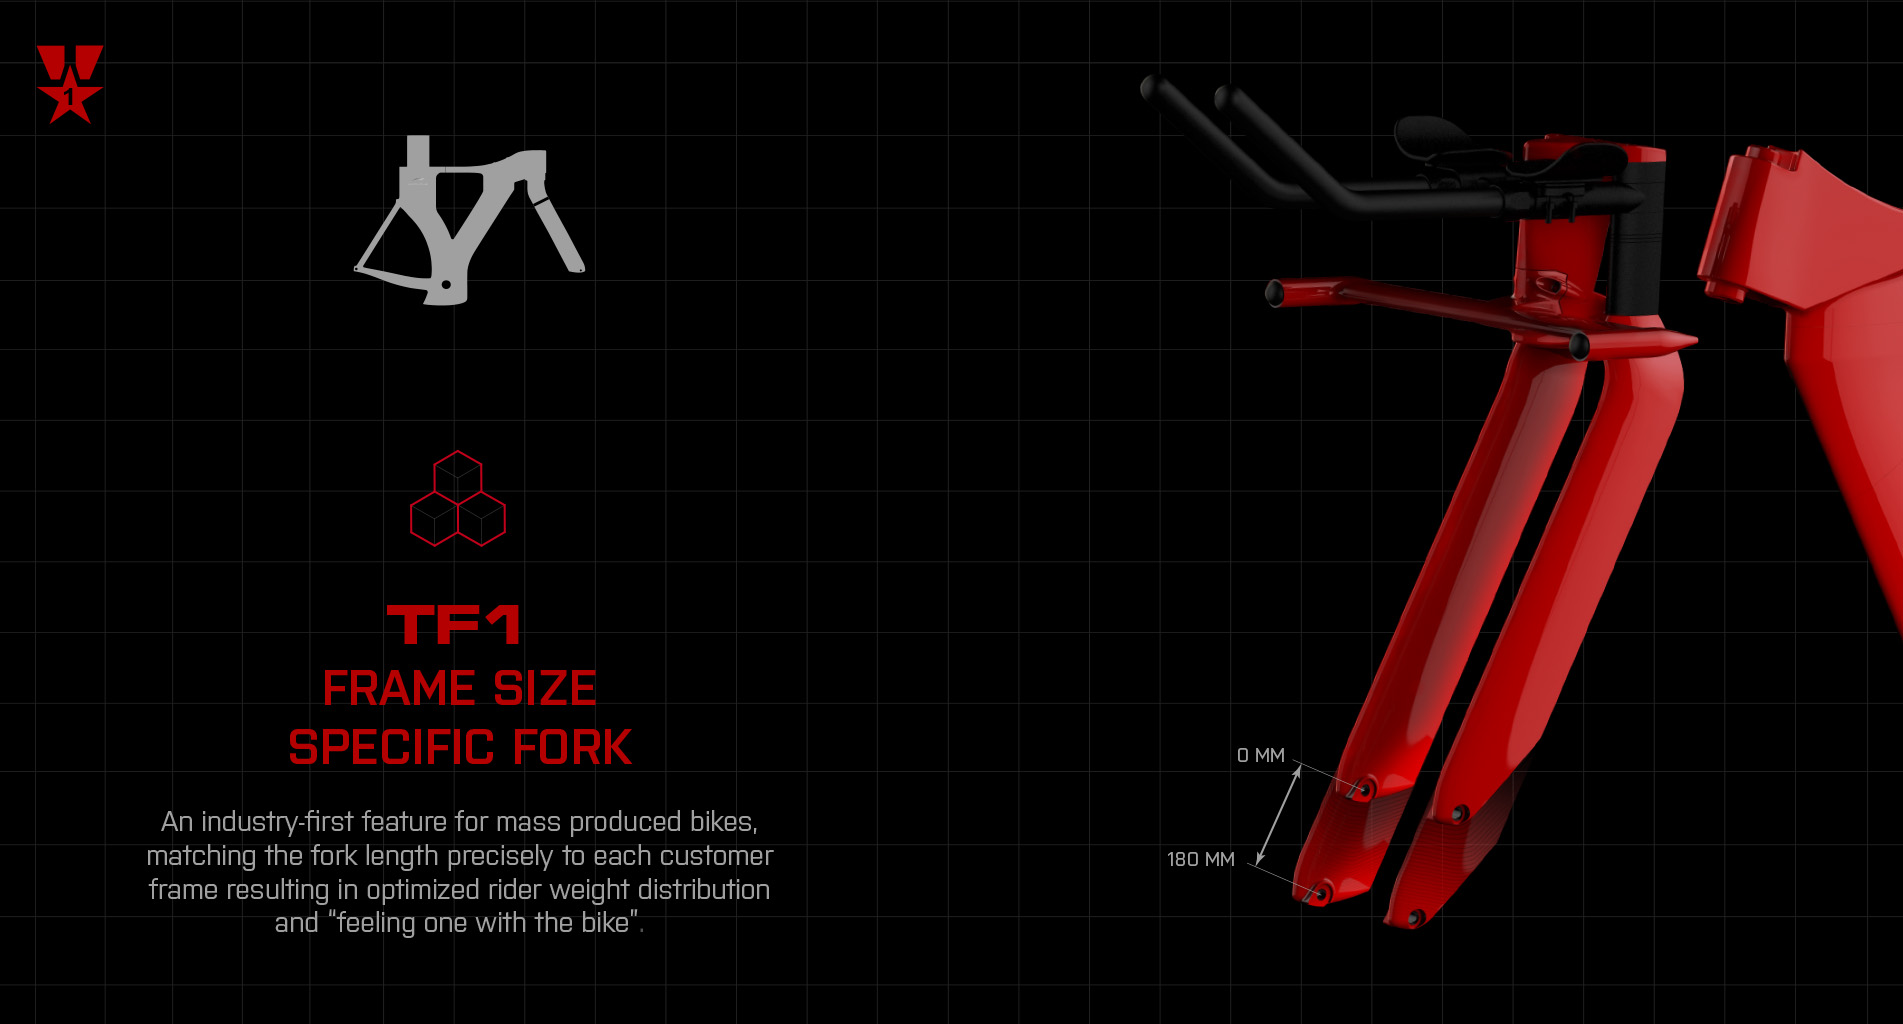 1
TF1
FRAME SIZE
SPECIFIC FORK
An industry-first feature for mass produced bikes,
matching the fork length precisely to each customer
frame resulting in optimized rider weight distribution
and “feeling one with the bike”.
0 MM
180 MM